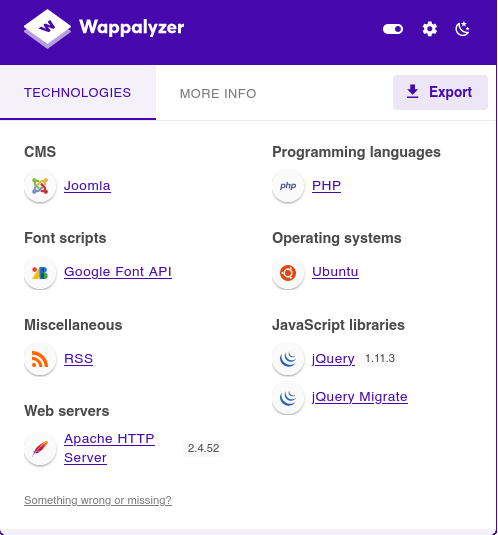 Wappalyzer
TECHNOLOGIES
MORE INFO
Export
CMS
Joomla
Font scripts
Google Font API
Miscellaneous
RSS
Web servers
Apache HTTP
Server
2.4.52
Programming languages
php
PHP
Operating systems
Ubuntu
JavaScript libraries
jQuery 1.11.3
jQuery Migrate
Something wrong or missing?